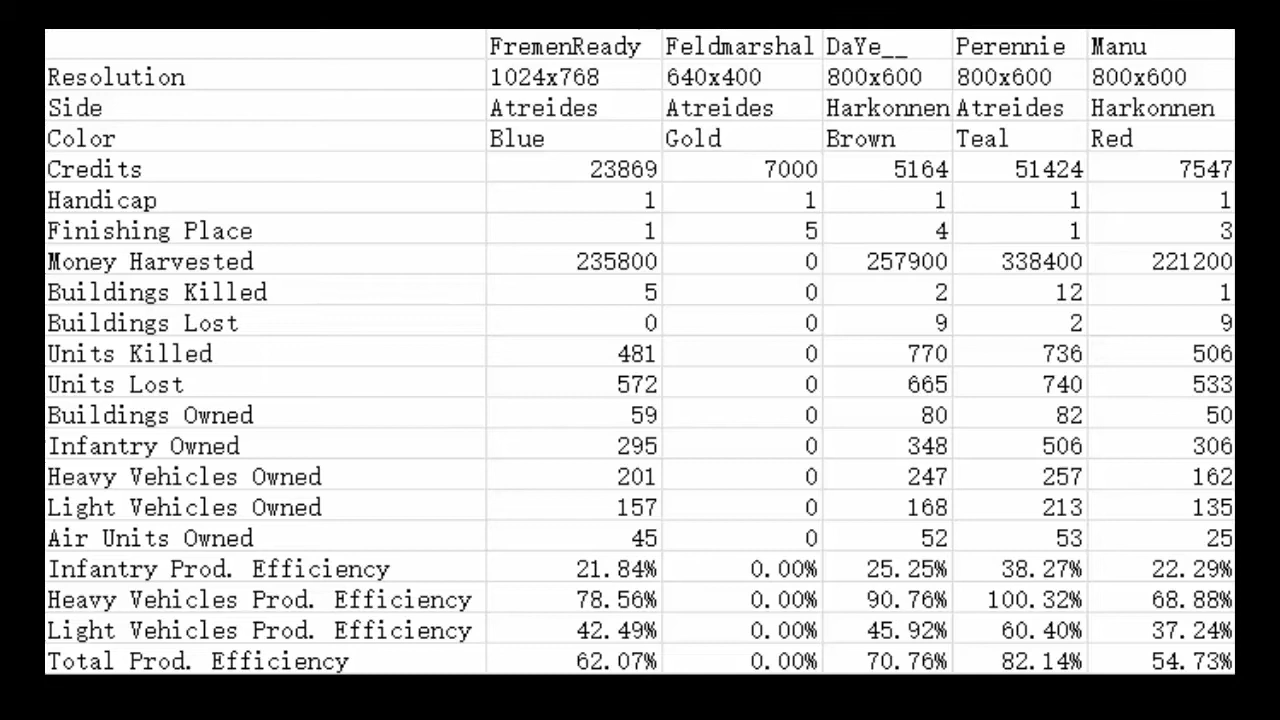 FremenReady Feldmarshal DaYe__ Perennie Manu
Resolution 1024x768 640x400 800x600 800x600 800x600
Side Atreides Atreides Harkonnen Atreides Harkonnen
Color Blue Gold Brown Teal Red
Credits 23869 7000 5164 51424 7547
Handicap 1 1 1 1 1
Finishing Place 1 5 4 1 3
Money Harvested 235800 0 257900 338400 221200
Buildings Killed 5 0 2 12 1
Buildings Lost 0 0 9 2 9
Units Killed 481 0 770 736 506
Units Lost 572 0 665 740 533
Buildings Owned 59 0 80 82 50
Infantry Owned 295 0 348 506 306
Heavy Vehicles Owned 201 0 247 257 162
Light Vehicles Owned 157 0 168 213 135
Air Units Owned 45 0 52 53 25
Infantry Prod. Efficiency 21.84% 0.00% 25.25% 38.27% 22.29%
Heavy Vehicles Prod. Efficiency 78.56% 0.00% 90.76% 100.32% 68.88%
Light Vehicles Prod. Efficiency 42.49% 0.00% 45.92% 60.40% 37.24%
Total Prod. Efficiency 62.07% 0.00% 70.76% 82.14% 54.73%